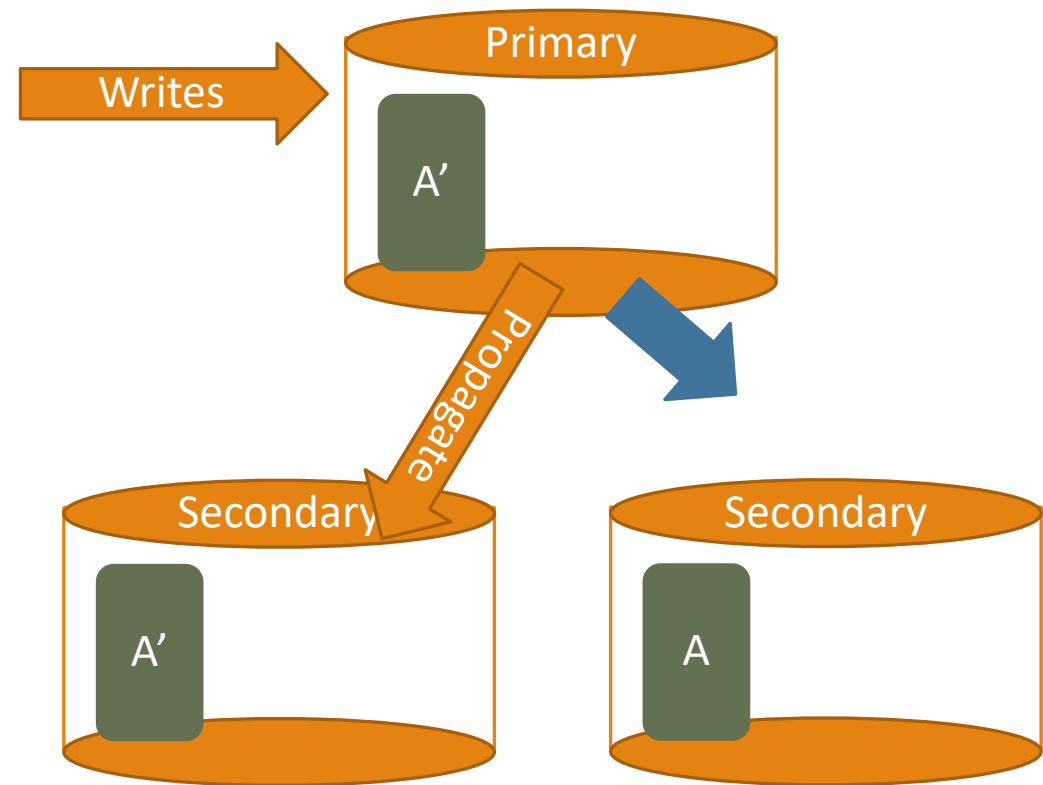 Primary
Writes
A’
Propagate
Secondary
Secondary
A’
A